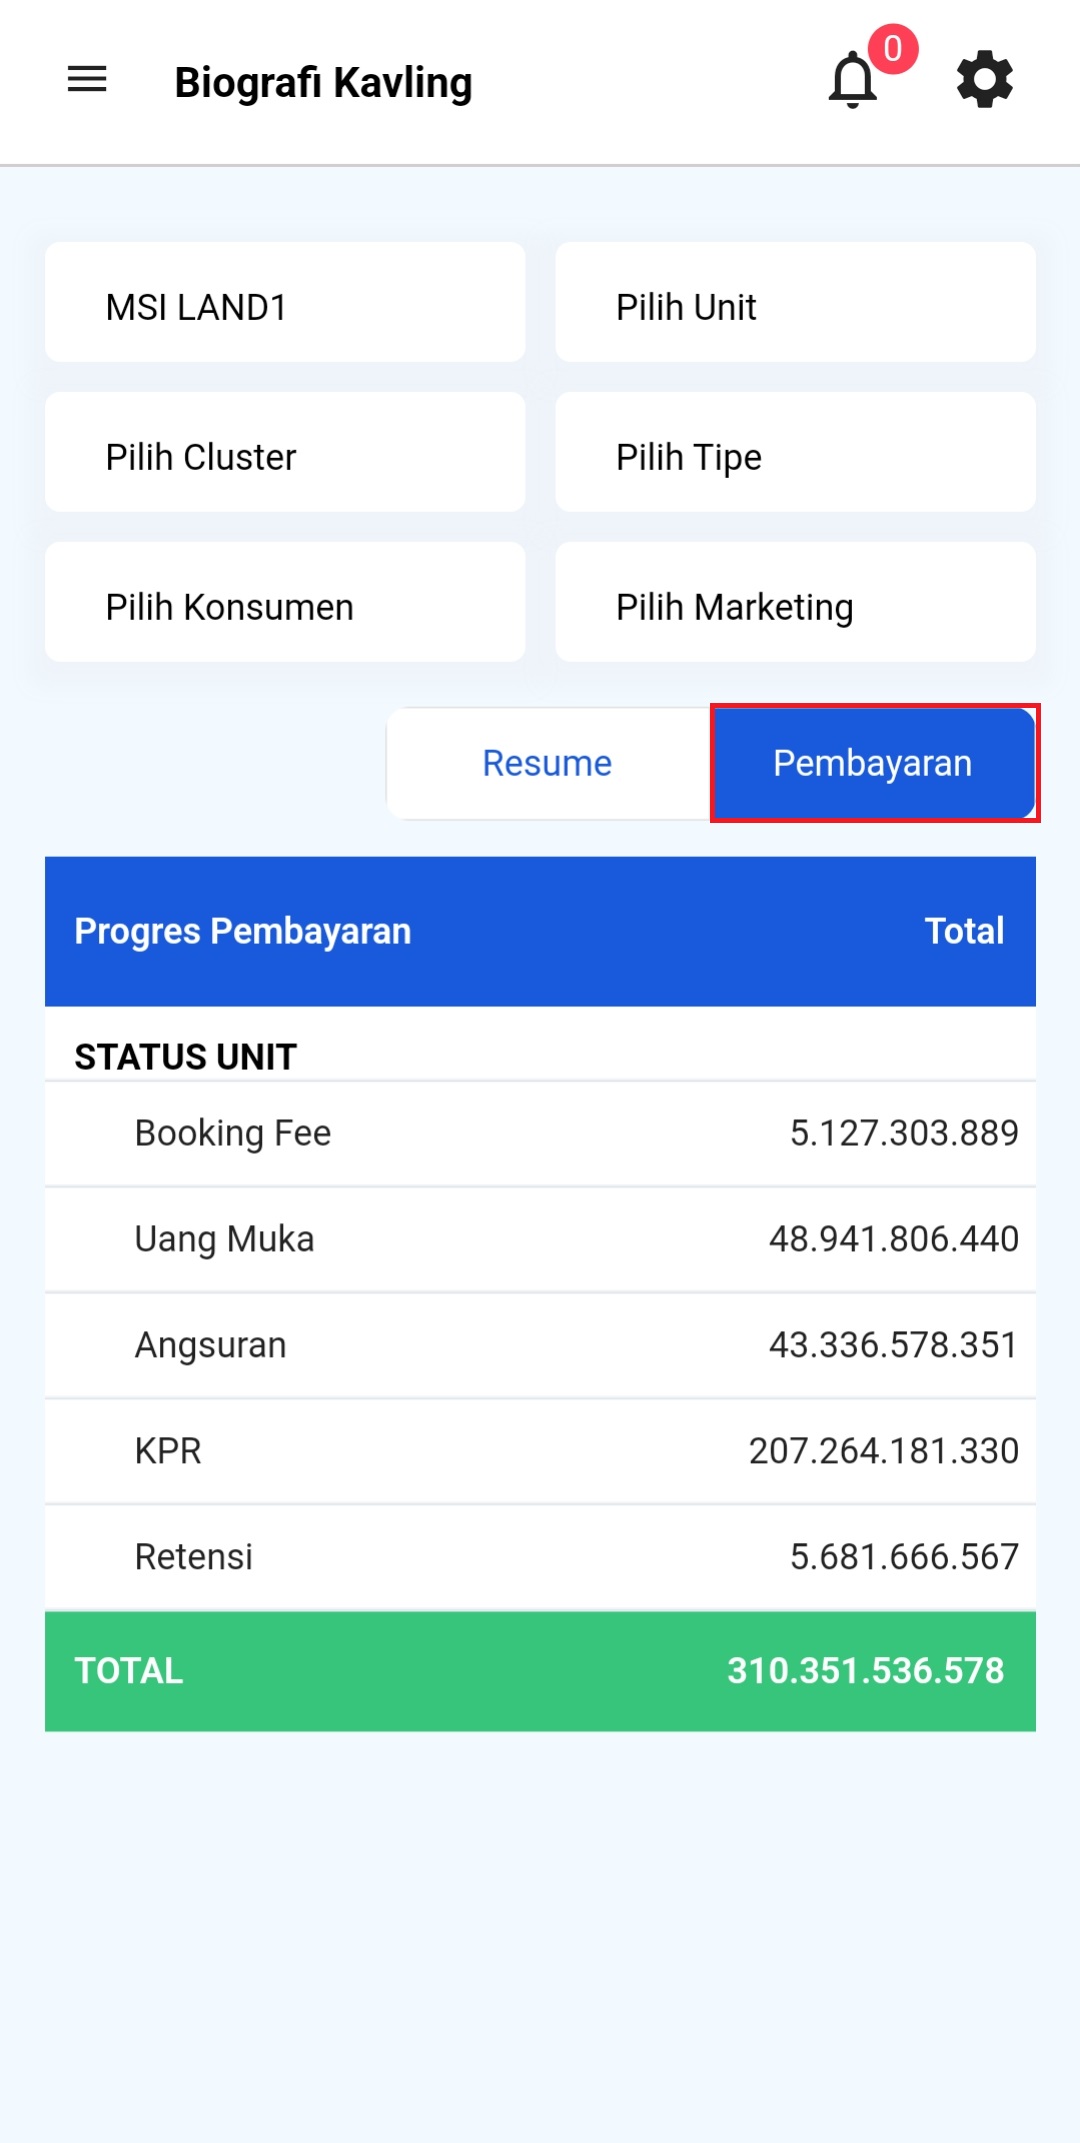 Biografi Kavling
0
MSI LAND1
Pilih Unit
Pilih Cluster
Pilih Tipe
Pilih Konsumen
Pilih Marketing
Resume
Pembayaran
Progres Pembayaran Total
STATUS UNIT
Booking Fee 5.127.303.889
Uang Muka 48.941.806.440
Angsuran 43.336.578.351
KPR 207.264.181.330
Retensi 5.681.666.567
TOTAL 310.351.536.578